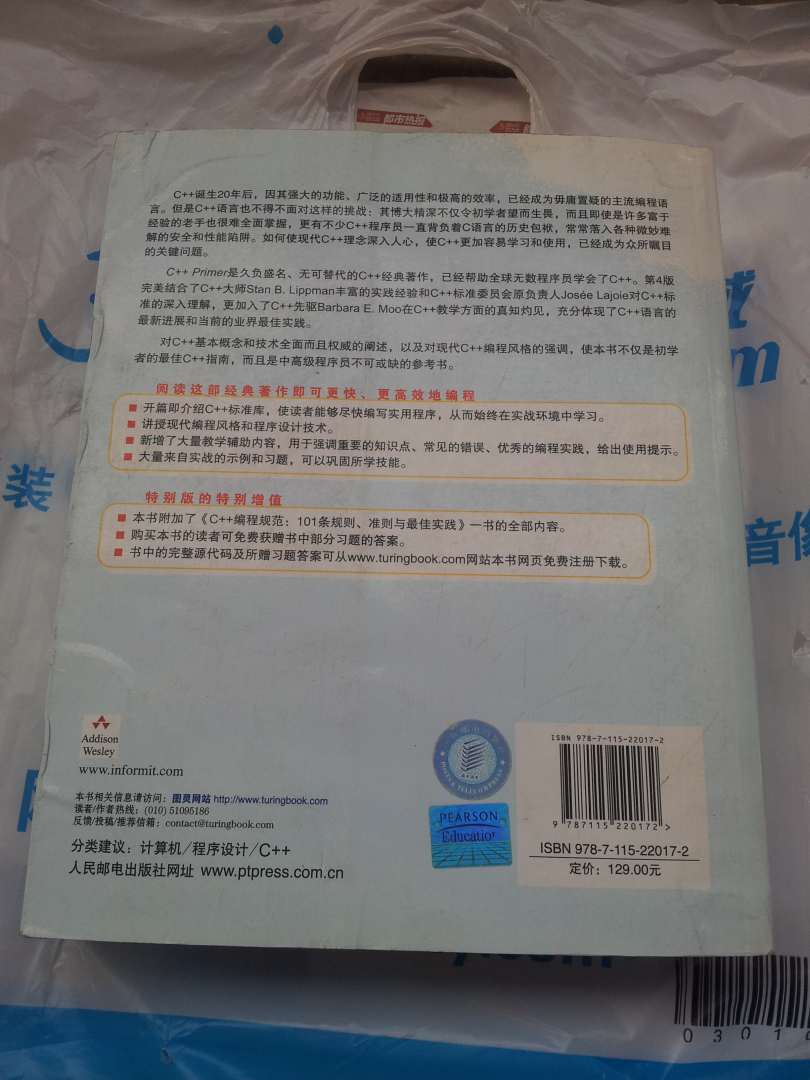 都市热报
C++诞生20年后，因其强大的功能、广泛的适用性和极高的效率，已经成为毋庸置疑的主流编程语
言。但是C++语言也不得不面对这样的挑战：其博大精深不仅令初学者望而生畏，而且即使是许多富于
经验的老手也很难全面掌握，更有不少C++程序员一直背负着C语言的历史包袱，常常落入各种微妙难
解的安全和性能陷阱。如何使现代C++理念深入人心，使C++更加容易学习和使用，已经成为众所瞩目
的关键问题。
C++ Primer是久负盛名、无可替代的C++经典著作，已经帮助全球无数程序员学会了C++。第4版
完美结合了C++大师Stan B. Lippman丰富的实践经验和C++标准委员会原负责人Josée Lajoie对C++标
准的深入理解，更加入了C++先驱Barbara E. Moo在C++教学方面的真知灼见，充分体现了C++语言的
最新进展和当前的业界最佳实践。
对C++基本概念和技术全面而且权威的阐述，以及对现代C++编程风格的强调，使本书不仅是初学
者的最佳C++指南，而且是中高级程序员不可或缺的参考书。
阅读这部经典著作即可更快、更高效地编程
■ 开篇即介绍C++标准库，使读者能够尽快编写实用程序，从而始终在实战环境中学习。
■ 讲授现代编程风格和程序设计技术。
■ 新增了大量教学辅助内容，用于强调重要的知识点、常见的错误、优秀的编程实践，给出使用提示。
■ 大量来自实战的示例和习题，可以巩固所学技能。
特别版的特别增值
■ 本书附加了《C++编程规范：101条规则、准则与最佳实践》一书的全部内容。
■ 购买本书的读者可免费获赠书中部分习题的答案。
■ 书中的完整源代码及所赠习题答案可从www.turingbook.com网站本书网页免费注册下载。
装
音像
Addison
Wesley
www.informit.com
本书相关信息请访问：图灵网站 http://www.turingbook.com
读者/作者热线：(010) 51095186
反馈/投稿/推荐信箱：contact@turingbook.com
分类建议：计算机/程序设计/C++
人民邮电出版社网址 www.ptpress.com.cn
POSTS & TELECOM PRESS
PEARSON
Education
ISBN 978-7-115-22017-2
9 787115 220172 >
ISBN 978-7-115-22017-2
定价：129.00元